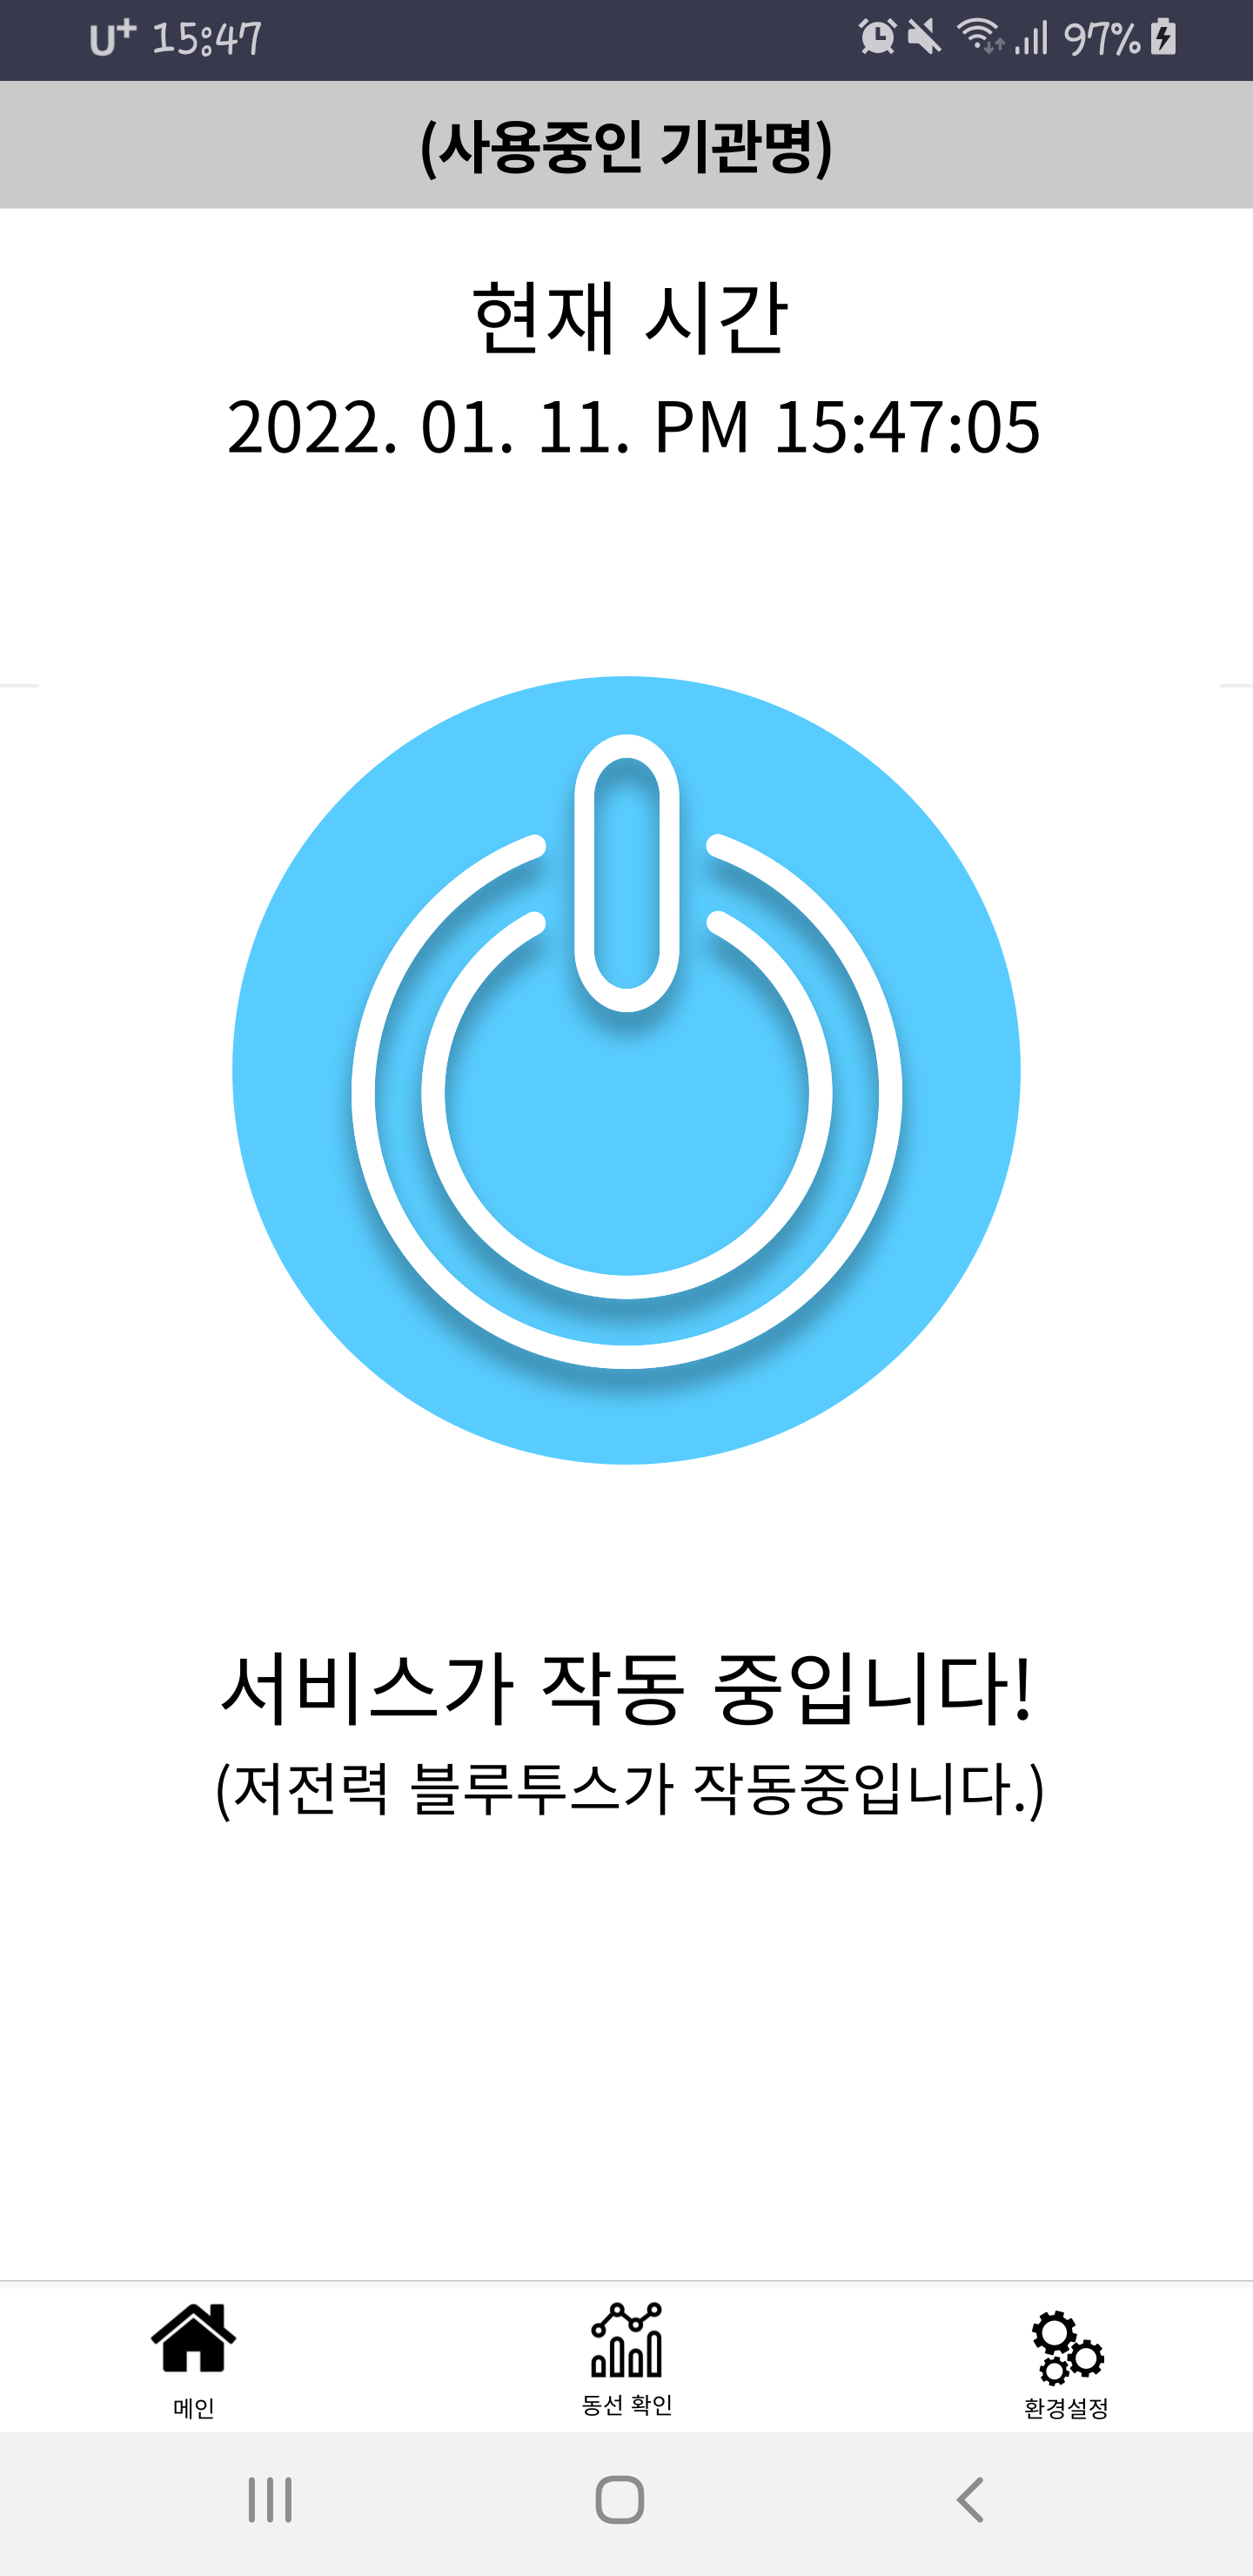 U+ 15:47 97%
(사용중인 기관명)
현재 시간
2022. 01. 11. PM 15:47:05
서비스가 작동 중입니다!
(저전력 블루투스가 작동중입니다.)
메인 동선 확인 환경설정